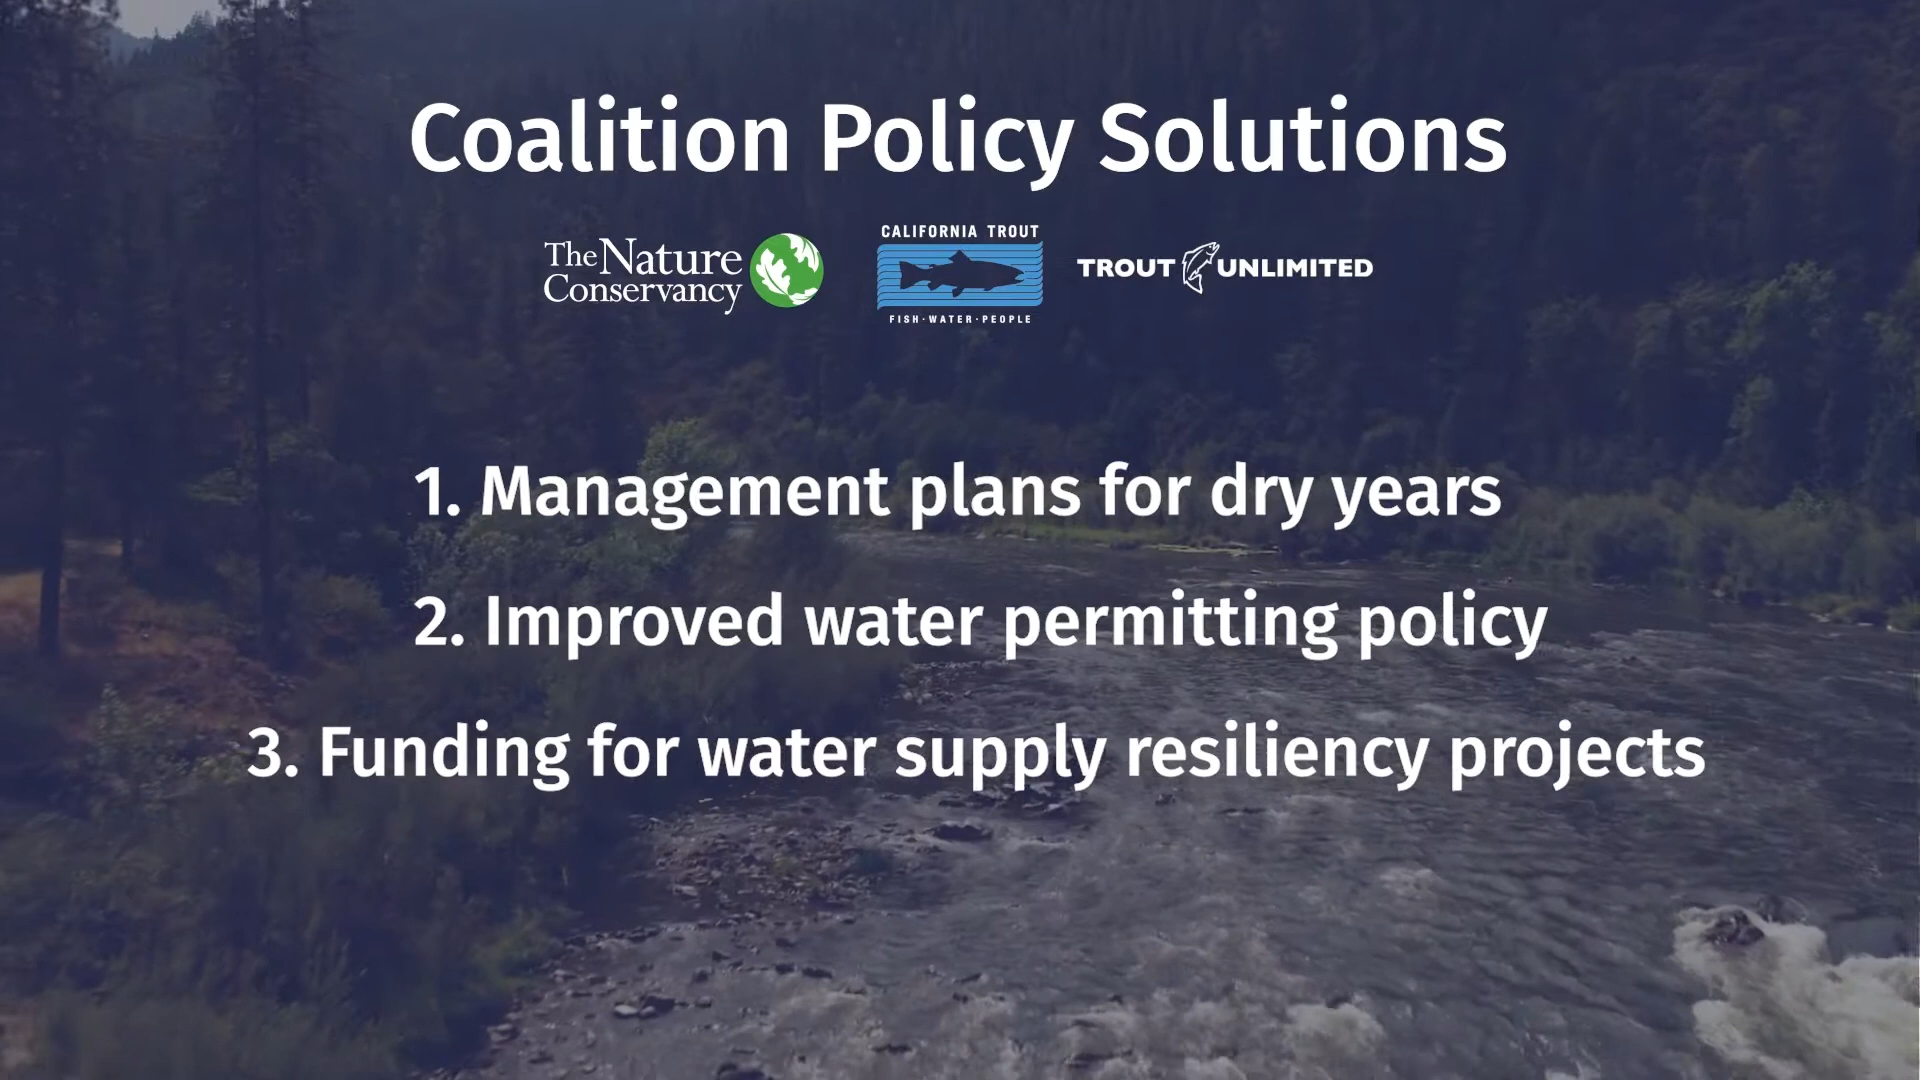 Coalition Policy Solutions
The Nature
Conservancy
CALIFORNIA TROUT
FISH·WATER·PEOPLE
TROUT UNLIMITED
1. Management plans for dry years
2. Improved water permitting policy
3. Funding for water supply resiliency projects